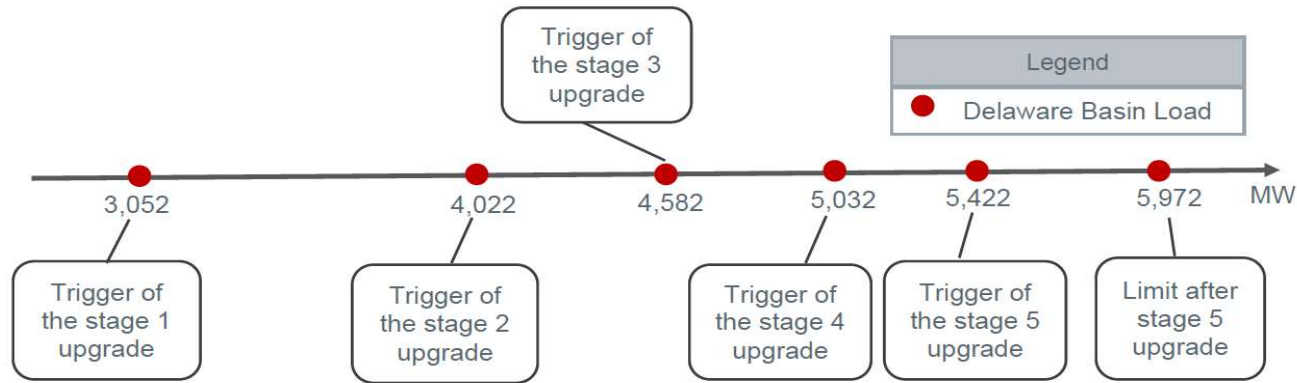 Trigger of
the stage 3
upgrade
Legend
Delaware Basin Load
3,052
4,022
4,582
5,032
5,422
5,972
MW
Trigger of
the stage 1
upgrade
Trigger of
the stage 2
upgrade
Trigger of
the stage 4
upgrade
Trigger of
the stage 5
upgrade
Limit after
stage 5
upgrade